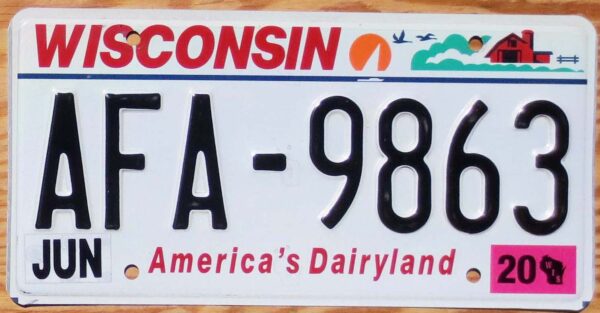 WISCONSIN
AFA-9863
JUN America's Dairyland 20